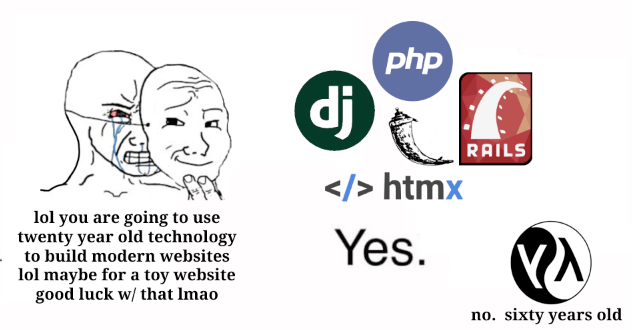 php
dj
RAILS
</> htmx
lol you are going to use
twenty year old technology
to build modern websites
lol maybe for a toy website
good luck w/ that lmao
Yes.
no. sixty years old